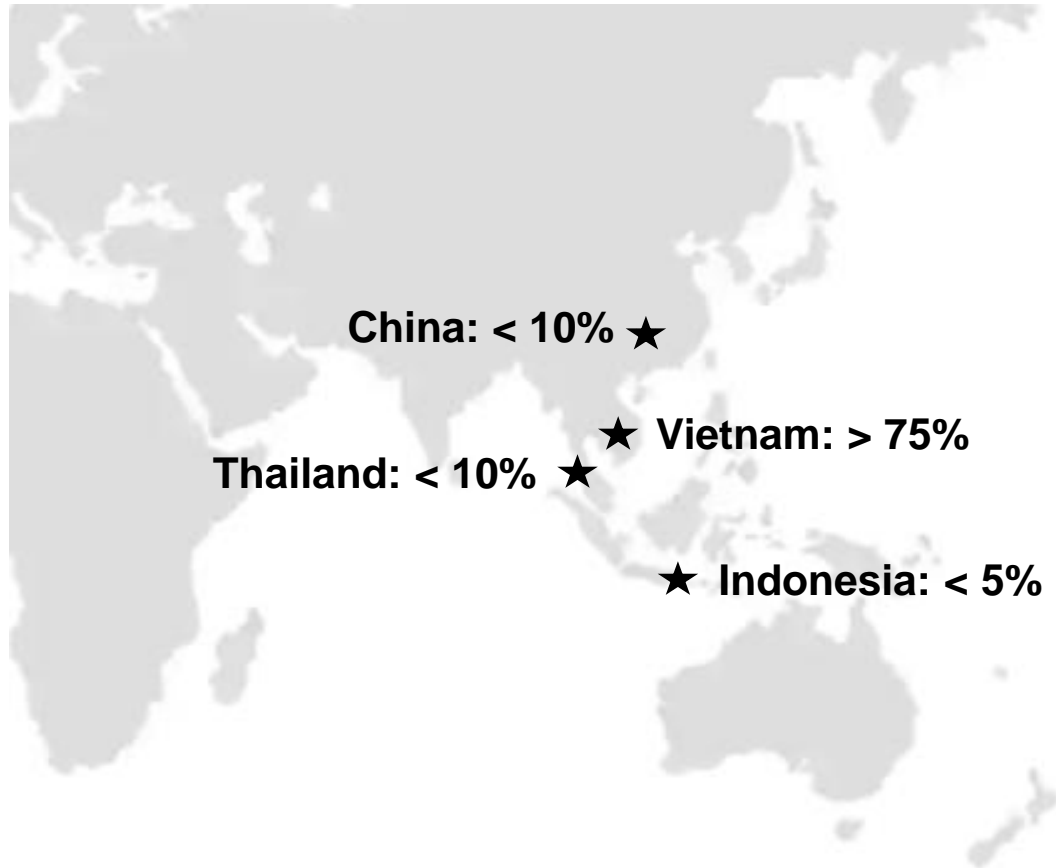 China: < 10%
Vietnam: > 75%
Thailand: < 10%
Indonesia: < 5%